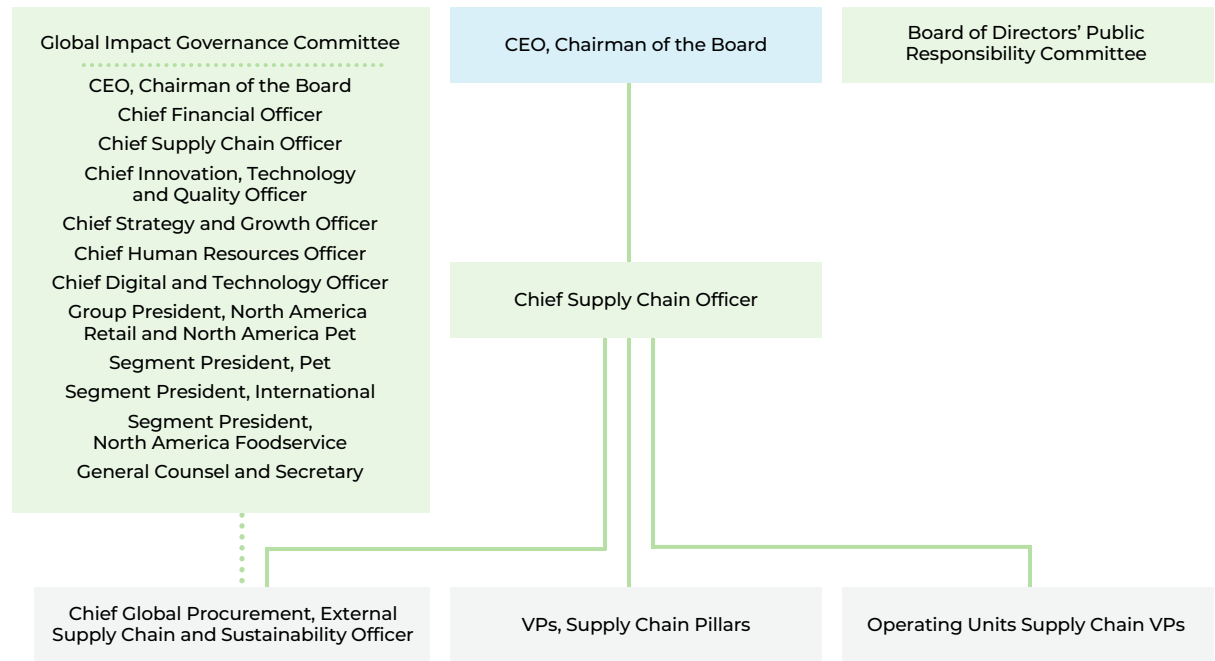 Global Impact Governance Committee
CEO, Chairman of the Board
Chief Financial Officer
Chief Supply Chain Officer
Chief Innovation, Technology
and Quality Officer
Chief Strategy and Growth Officer
Chief Human Resources Officer
Chief Digital and Technology Officer
Group President, North America
Retail and North America Pet
Segment President, Pet
Segment President, International
Segment President,
North America Foodservice
General Counsel and Secretary
CEO, Chairman of the Board
Board of Directors’ Public
Responsibility Committee
Chief Supply Chain Officer
Chief Global Procurement, External
Supply Chain and Sustainability Officer
VPs, Supply Chain Pillars
Operating Units Supply Chain VPs